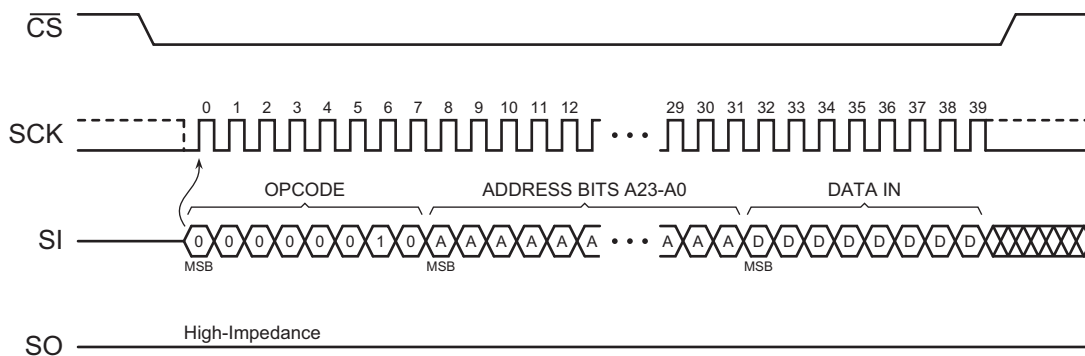 CS
0 1 2 3 4 5 6 7 8 9 10 11 12 29 30 31 32 33 34 35 36 37 38 39
SCK
OPCODE ADDRESS BITS A23-A0 DATA IN
SI 0 0 0 0 0 0 1 0 A A A A A A A A A D D D D D D D D
MSB MSB MSB
High-Impedance
SO